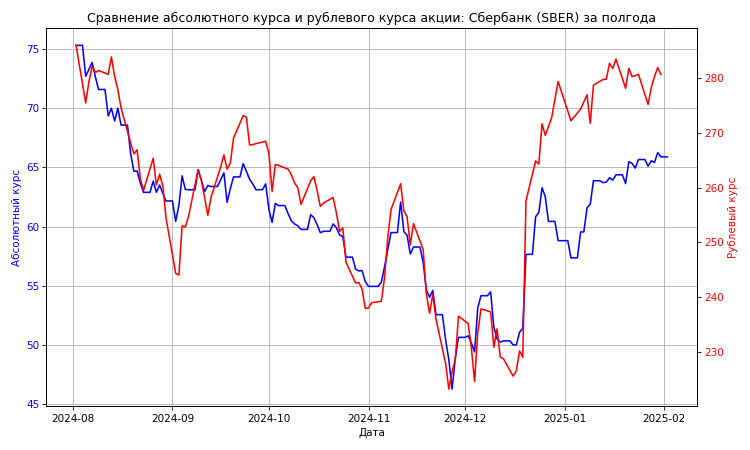 Сравнение абсолютного курса и рублевого курса акции: Сбербанк (SBER) за полгода
75
70
65
60
55
50
45
Абсолютный курс
280
270
260
250
240
230
Рублевый курс
2024-08 2024-09 2024-10 2024-11 2024-12 2025-01 2025-02
Дата